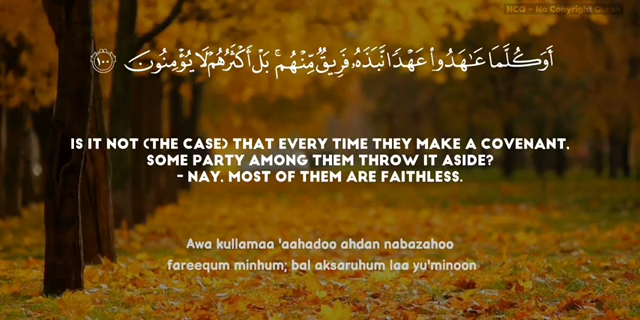 NCQ - No Copyright Quran
أَوَكُلَّمَا عَـٰهَدُوا۟ عَهْدًا نَّبَذَهُۥ فَرِيقٌ مِّنْهُم ۚ بَلْ أَكْثَرُهُمْ لَا يُؤْمِنُونَ ١٠٠
IS IT NOT (THE CASE) THAT EVERY TIME THEY MAKE A COVENANT,
SOME PARTY AMONG THEM THROW IT ASIDE?
- NAY, MOST OF THEM ARE FAITHLESS.
Awa kullamaa 'aahadoo ahdan nabazahoo
fareequm minhum; bal aksaruhum laa yu'minoon